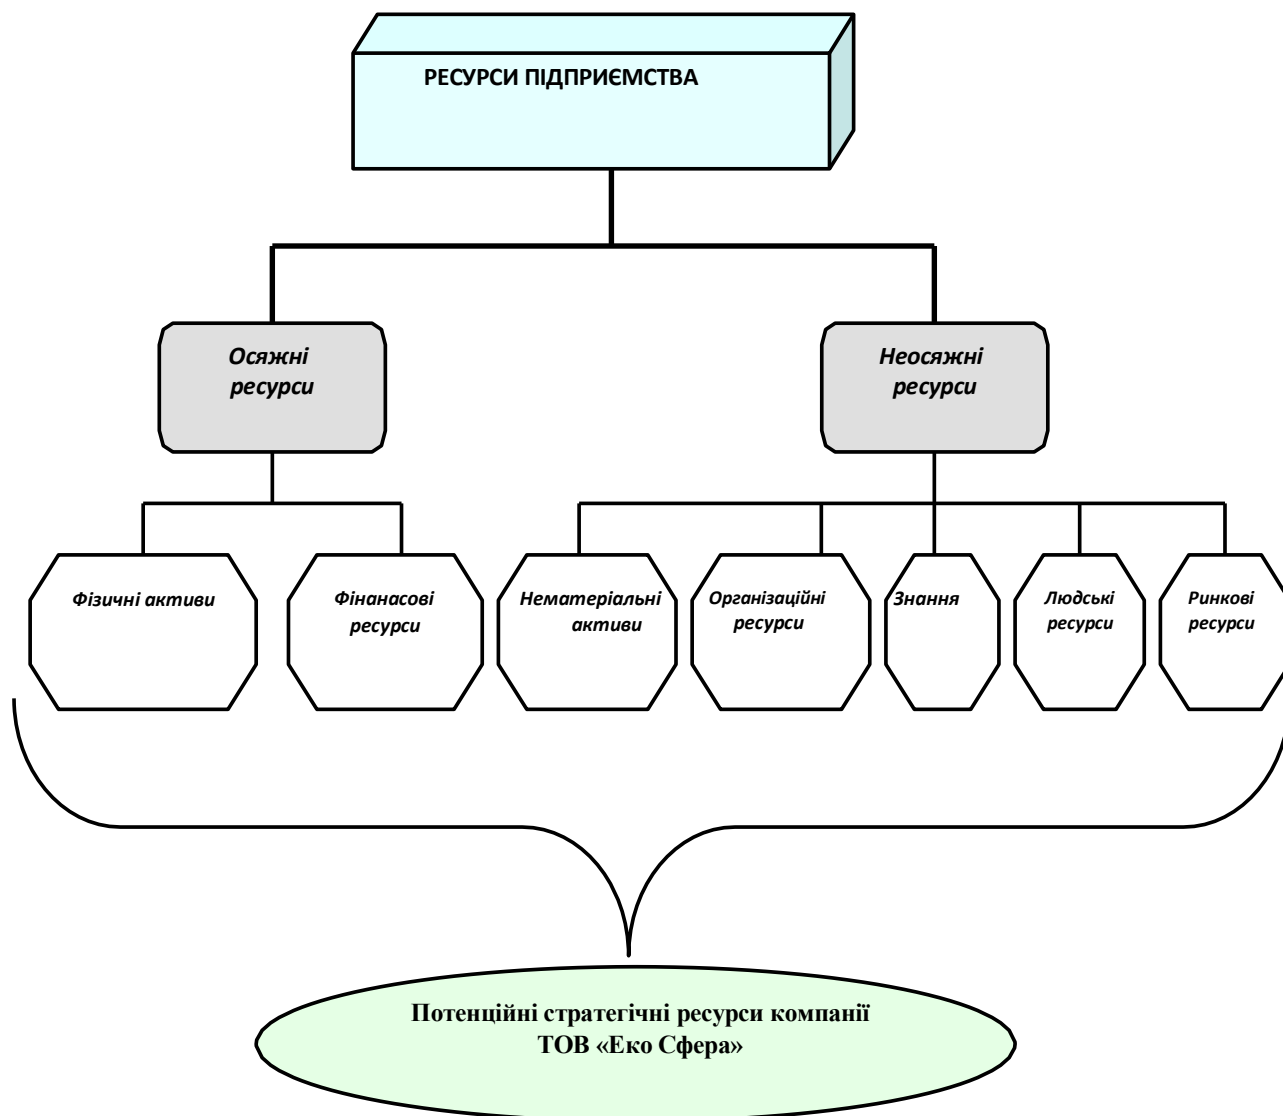 РЕСУРСИ ПІДПРИЄМСТВА
Осяжні
ресурси
Неосяжні
ресурси
Фізичні активи
Фінанасові
ресурси
Нематеріальні
активи
Організаційні
ресурси
Знання
Людські
ресурси
Ринкові
ресурси
Потенційні стратегічні ресурси компанії
ТОВ «Еко Сфера»